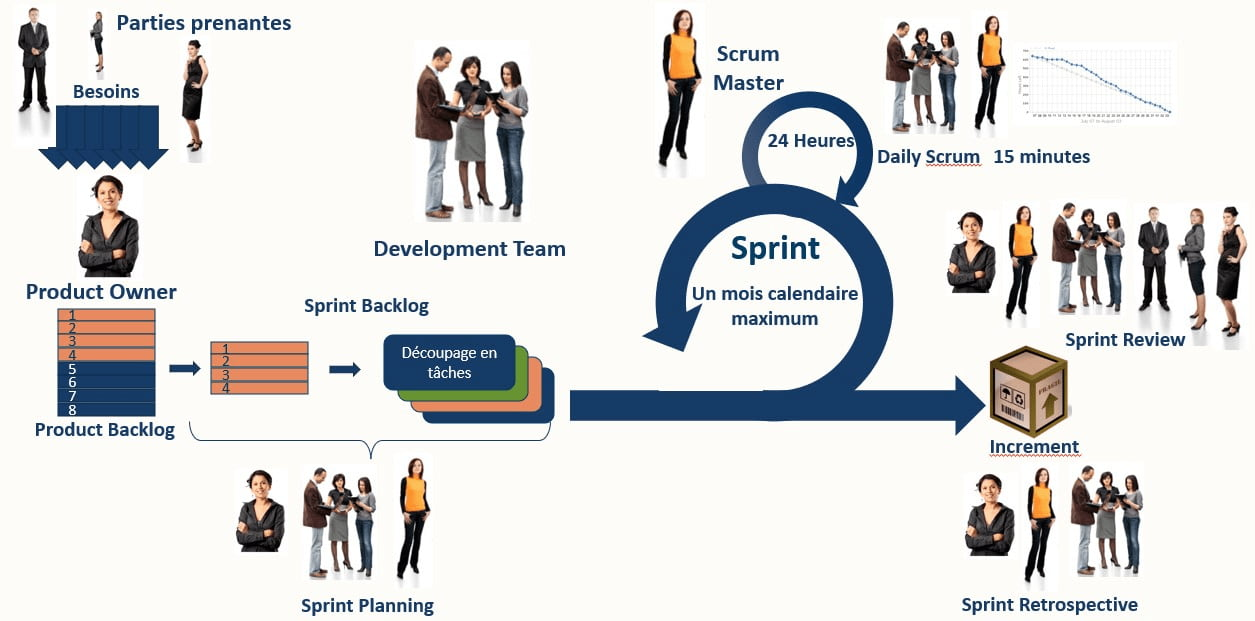 Parties prenantes
Besoins
Product Owner
1
2
3
4
5
6
7
8
Product Backlog
Sprint Backlog
1
2
3
4
Découpage en
tâches
Sprint Planning
Development Team
Scrum
Master
24 Heures
Daily Scrum 15 minutes
Sprint
Un mois calendaire
maximum
Sprint Review
FRAGILE
Increment
Sprint Retrospective